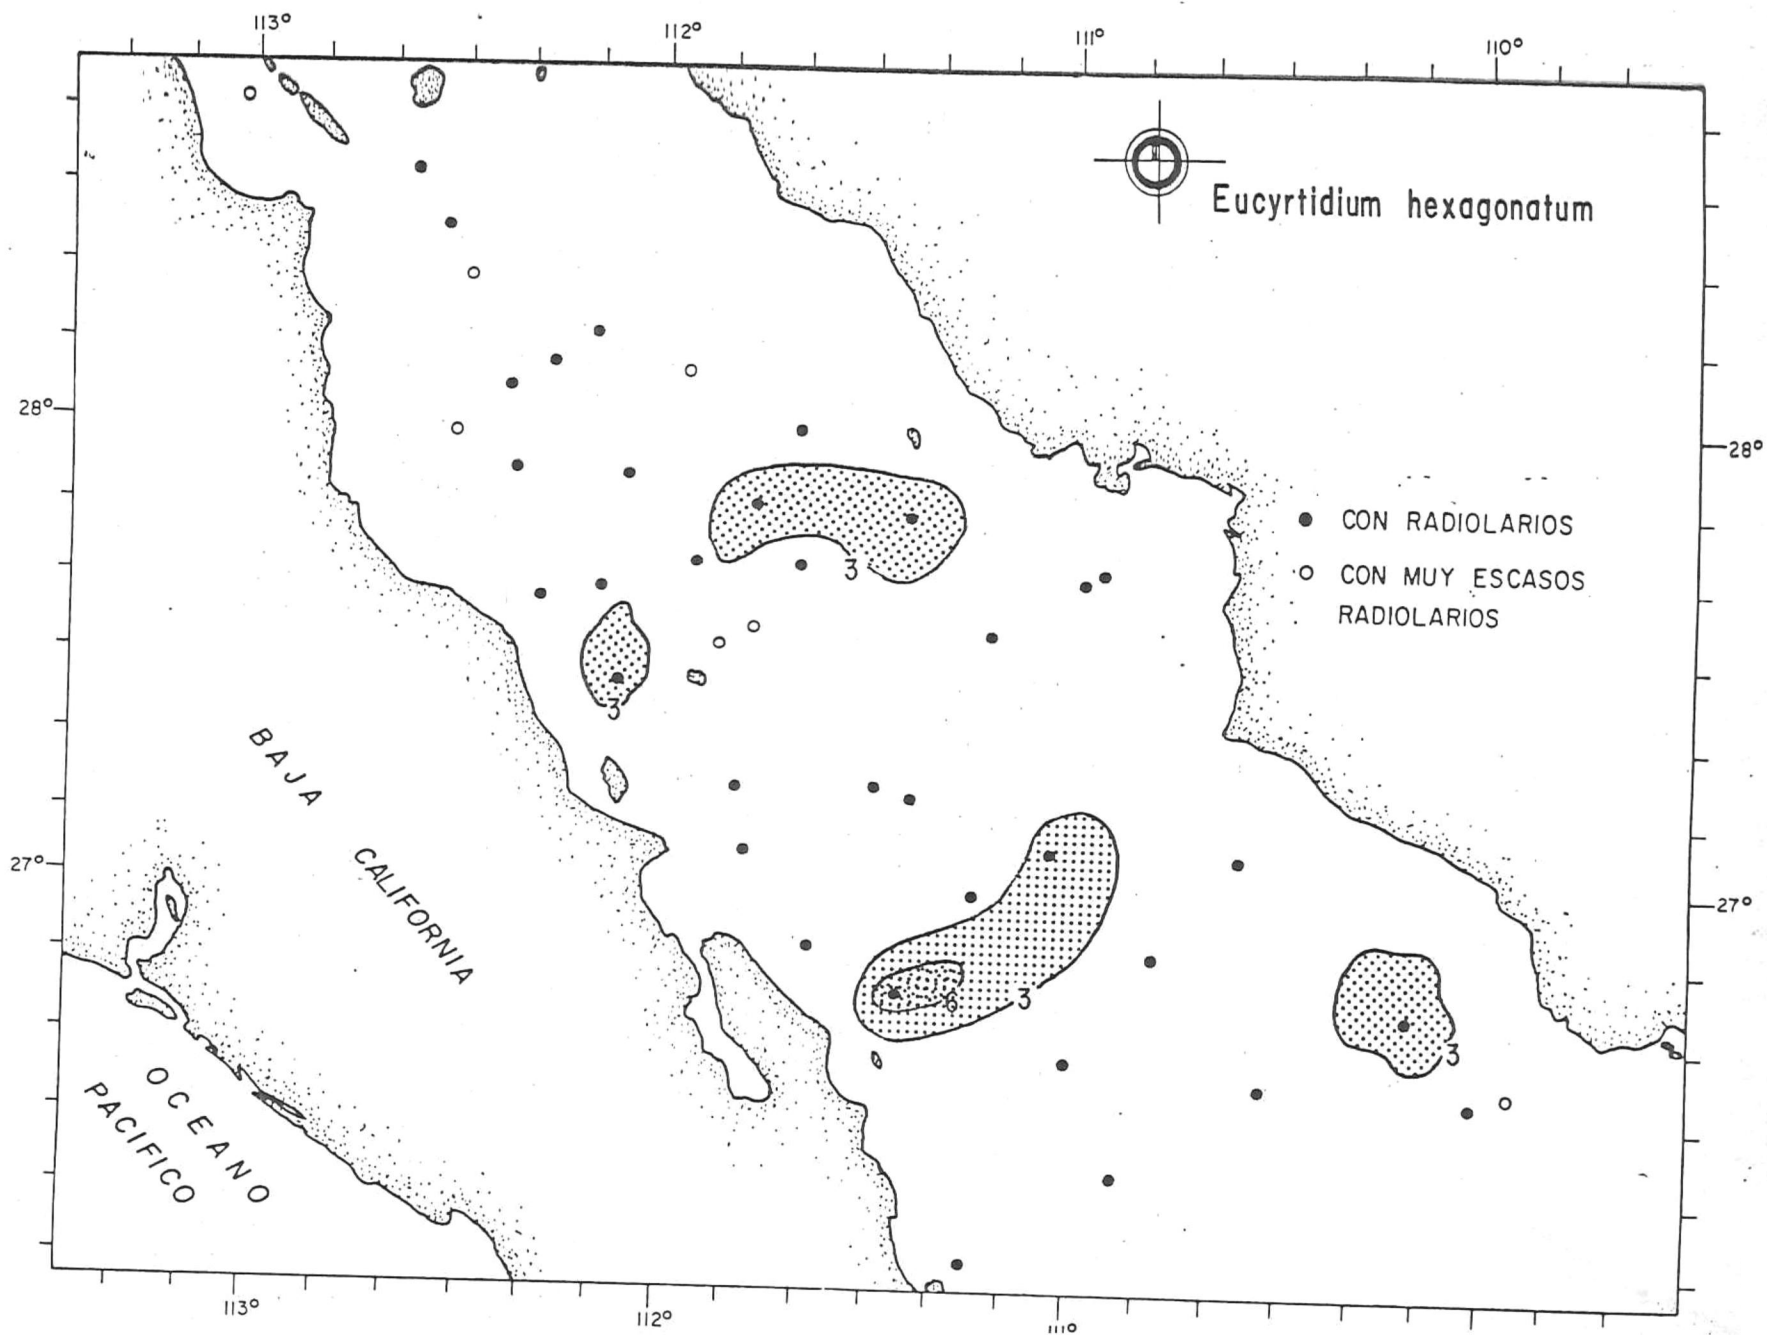 113° 112° 111° 110°
Eucyrtidium hexagonatum
28°
28°
CON RADIOLARIOS
CON MUY ESCASOS
RADIOLARIOS
3
3
BAJA
CALIFORNIA
27°
27°
6
3
3
OCEANO
PACIFICO
113° 112° 111°